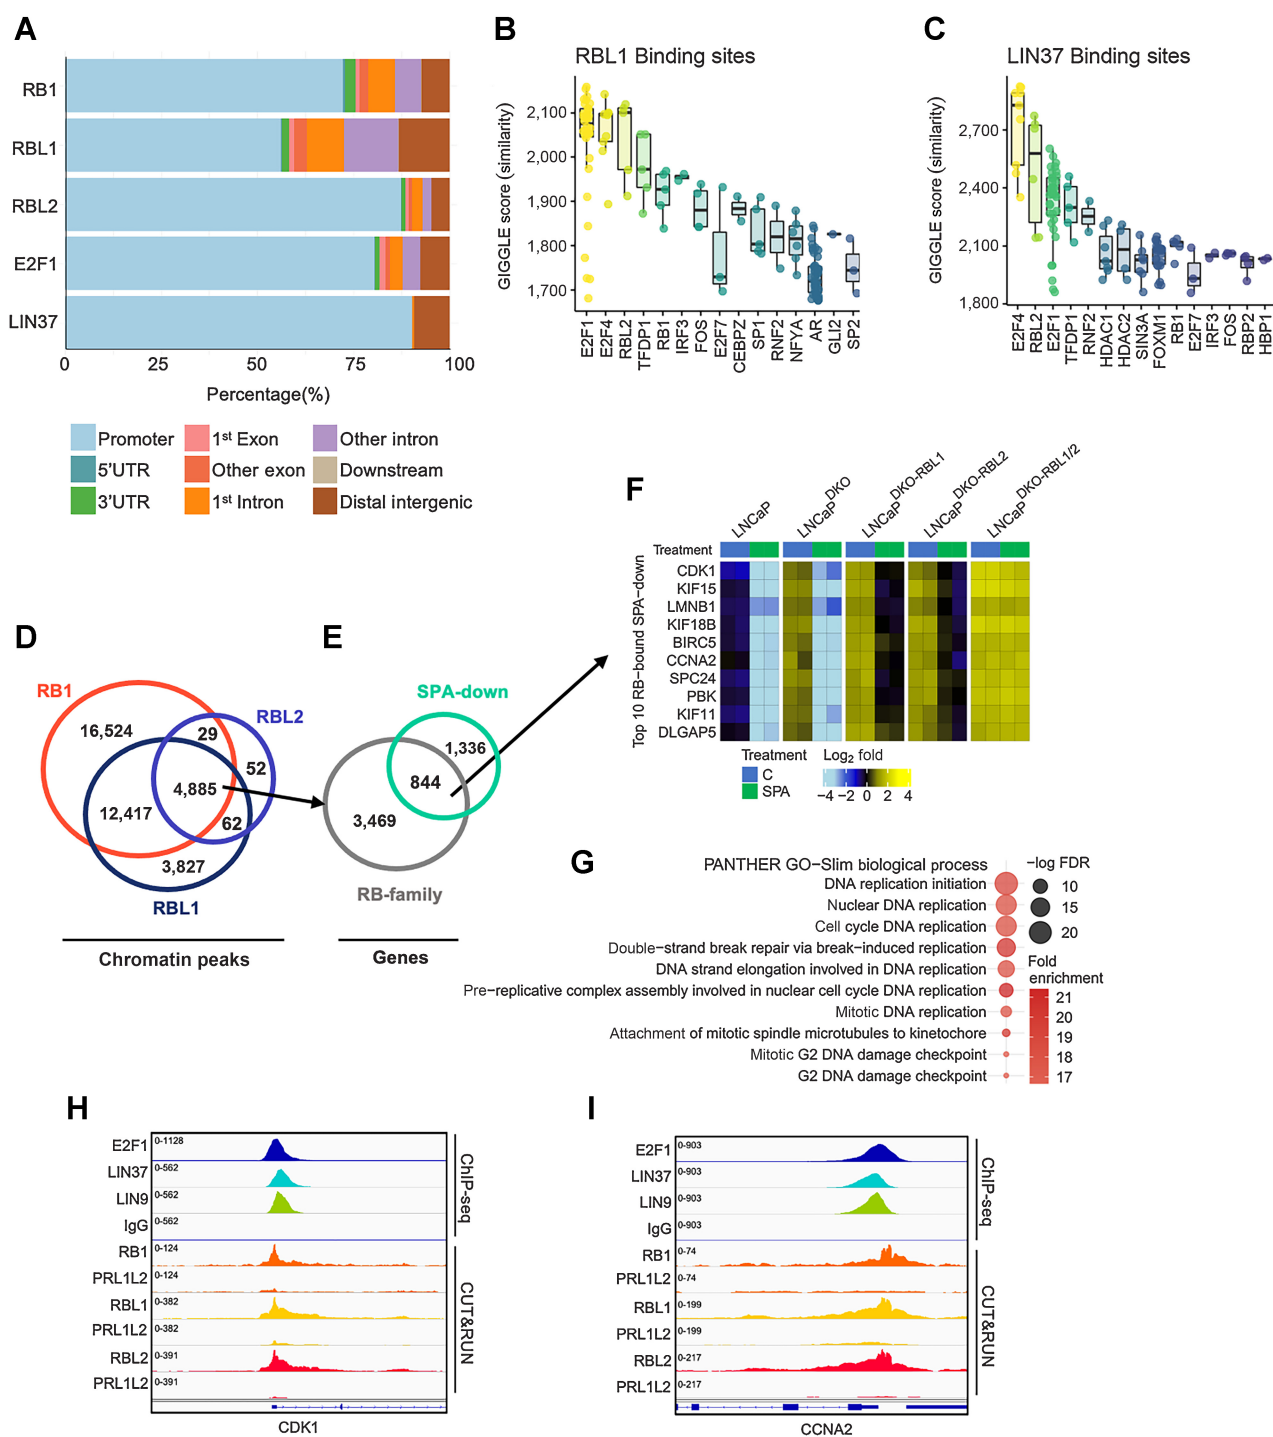 A
RB1
RBL1
RBL2
E2F1
LIN37
0
25
50
75
100
Percentage(%)
Promoter
1st Exon
Other intron
5'UTR
Other exon
Downstream
3'UTR
1st Intron
Distal intergenic
B
RBL1 Binding sites
GIGGLE score (similarity)
2,100
2,000
1,900
1,800
1,700
E2F1
E2F4
RBL2
TFDP1
RB1
IRF3
FOS
E2F7
CEBPZ
SP1
RNF2
NFYA
AR
GLI2
SP2
C
LIN37 Binding sites
GIGGLE score (similarity)
2,700
2,400
2,100
1,800
E2F4
RBL2
E2F1
TFDP1
RNF2
HDAC1
HDAC2
SIN3A
FOXM1
RB1
E2F7
IRF3
FOS
RBP2
HBP1
D
RB1
RBL2
16,524
29
52
4,885
12,417
62
3,827
RBL1
Chromatin peaks
E
SPA-down
1,336
844
3,469
RB-family
Genes
F
LNCaP
LNCaPDKO
LNCaPDKO-RBL1
LNCaPDKO-RBL2
LNCaPDKO-RBL1/2
Treatment
Top 10 RB-bound SPA-down
CDK1
KIF15
LMNB1
KIF18B
BIRC5
CCNA2
SPC24
PBK
KIF11
DLGAP5
Treatment
C
SPA
Log2 fold
−4 −2 0 2 4
G
PANTHER GO−Slim biological process
DNA replication initiation
Nuclear DNA replication
Cell cycle DNA replication
Double−strand break repair via break−induced replication
DNA strand elongation involved in DNA replication
Pre−replicative complex assembly involved in nuclear cell cycle DNA replication
Mitotic DNA replication
Attachment of mitotic spindle microtubules to kinetochore
Mitotic G2 DNA damage checkpoint
G2 DNA damage checkpoint
−log FDR
10
15
20
Fold
enrichment
21
20
19
18
17
H
E2F1 0-1128
LIN37 0-562
LIN9 0-562
IgG 0-562
RB1 0-124
PRL1L2 0-124
RBL1 0-382
PRL1L2 0-382
RBL2 0-391
PRL1L2 0-391
ChIP-seq
CUT&RUN
CDK1
I
E2F1 0-903
LIN37 0-903
LIN9 0-903
IgG 0-903
RB1 0-74
PRL1L2 0-74
RBL1 0-199
PRL1L2 0-199
RBL2 0-217
PRL1L2 0-217
ChIP-seq
CUT&RUN
CCNA2